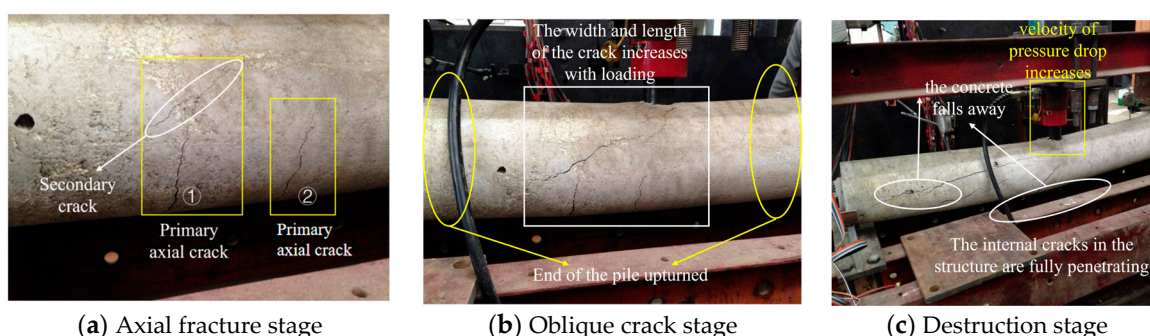 Secondary
crack
①
②
Primary
axial crack
Primary
axial crack
(a) Axial fracture stage
The width and length
of the crack increases
with loading
End of the pile upturned
(b) Oblique crack stage
velocity of
pressure drop
increases
the concrete
falls away
The internal cracks in the
structure are fully penetrating
(c) Destruction stage